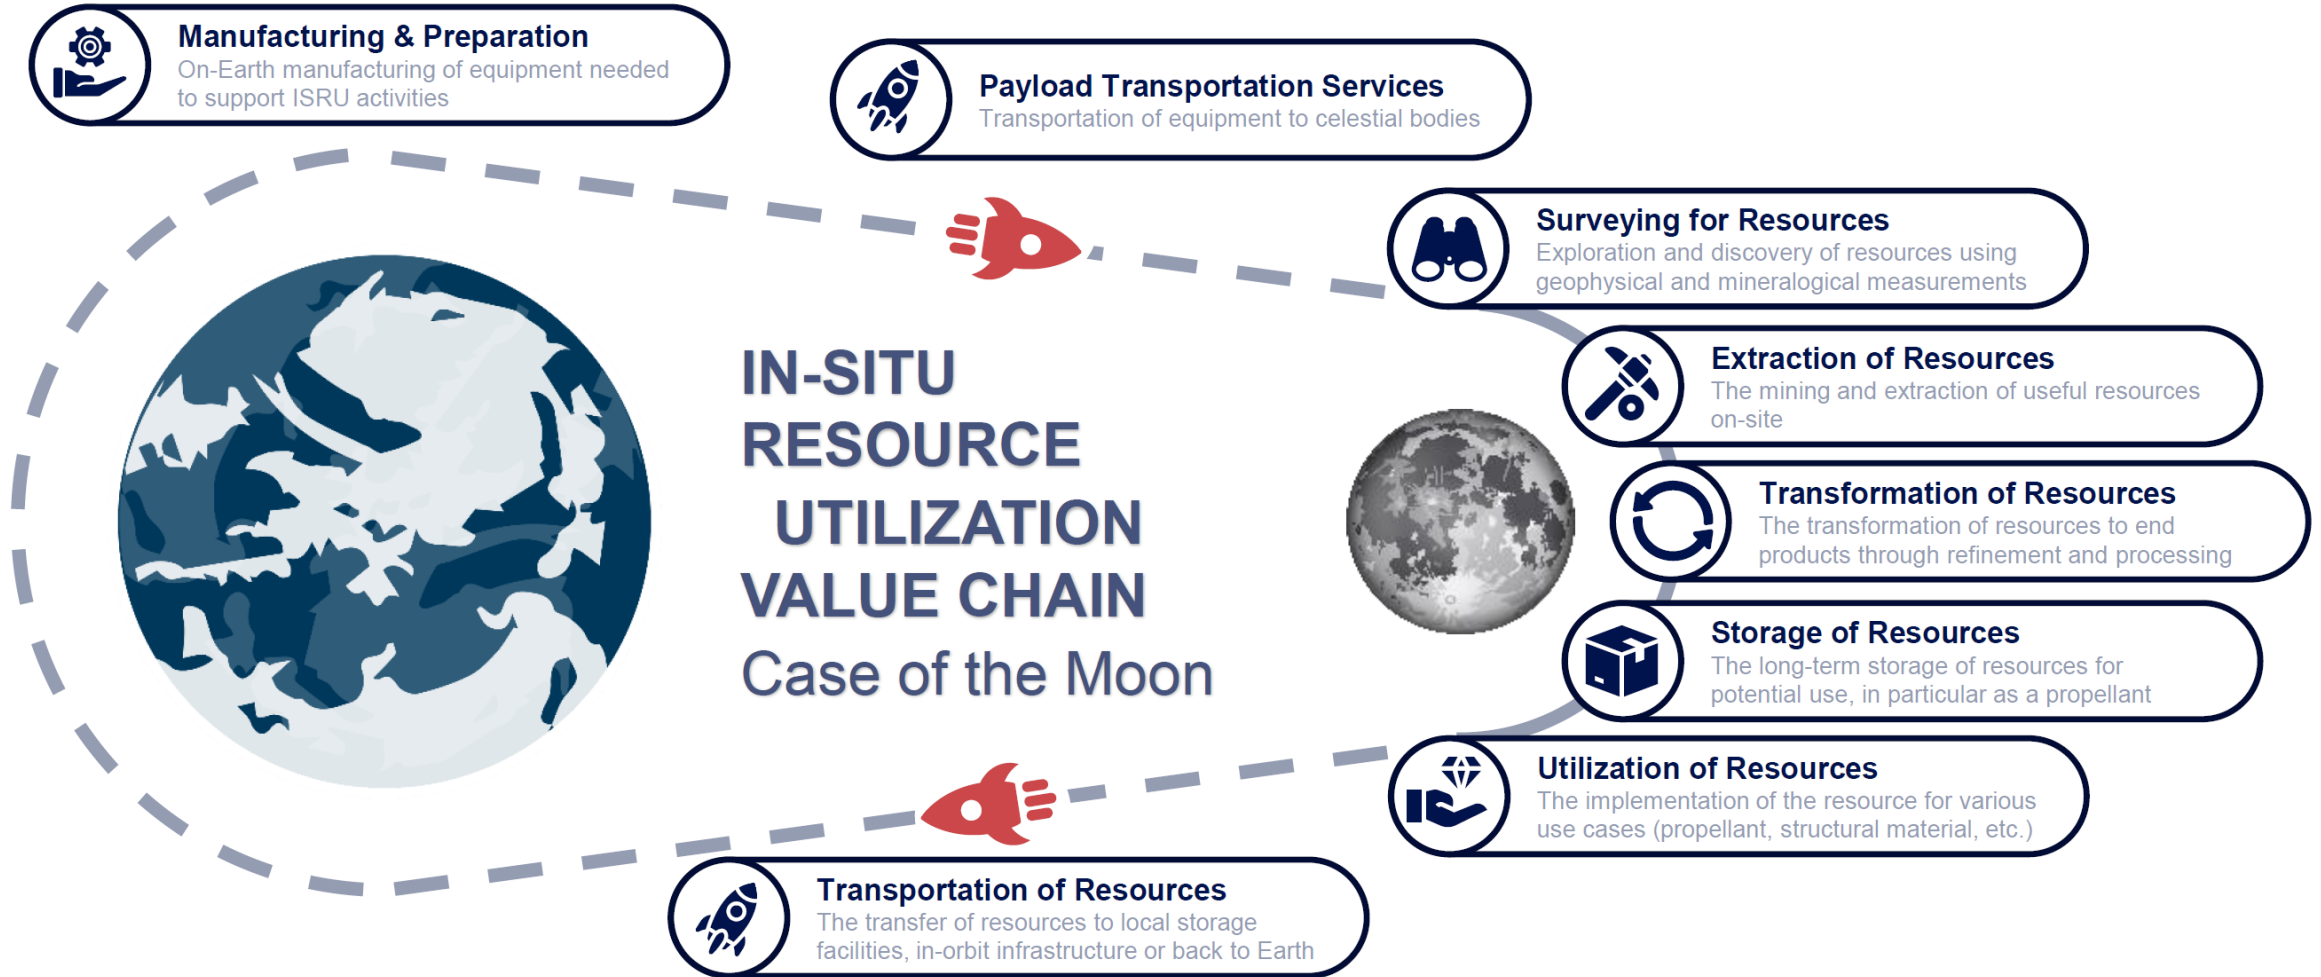 Manufacturing & Preparation
On-Earth manufacturing of equipment needed
to support ISRU activities
Payload Transportation Services
Transportation of equipment to celestial bodies
Surveying for Resources
Exploration and discovery of resources using
geophysical and mineralogical measurements
Extraction of Resources
The mining and extraction of useful resources
on-site
Transformation of Resources
The transformation of resources to end
products through refinement and processing
Storage of Resources
The long-term storage of resources for
potential use, in particular as a propellant
Utilization of Resources
The implementation of the resource for various
use cases (propellant, structural material, etc.)
Transportation of Resources
The transfer of resources to local storage
facilities, in-orbit infrastructure or back to Earth
IN-SITU
RESOURCE
UTILIZATION
VALUE CHAIN
Case of the Moon